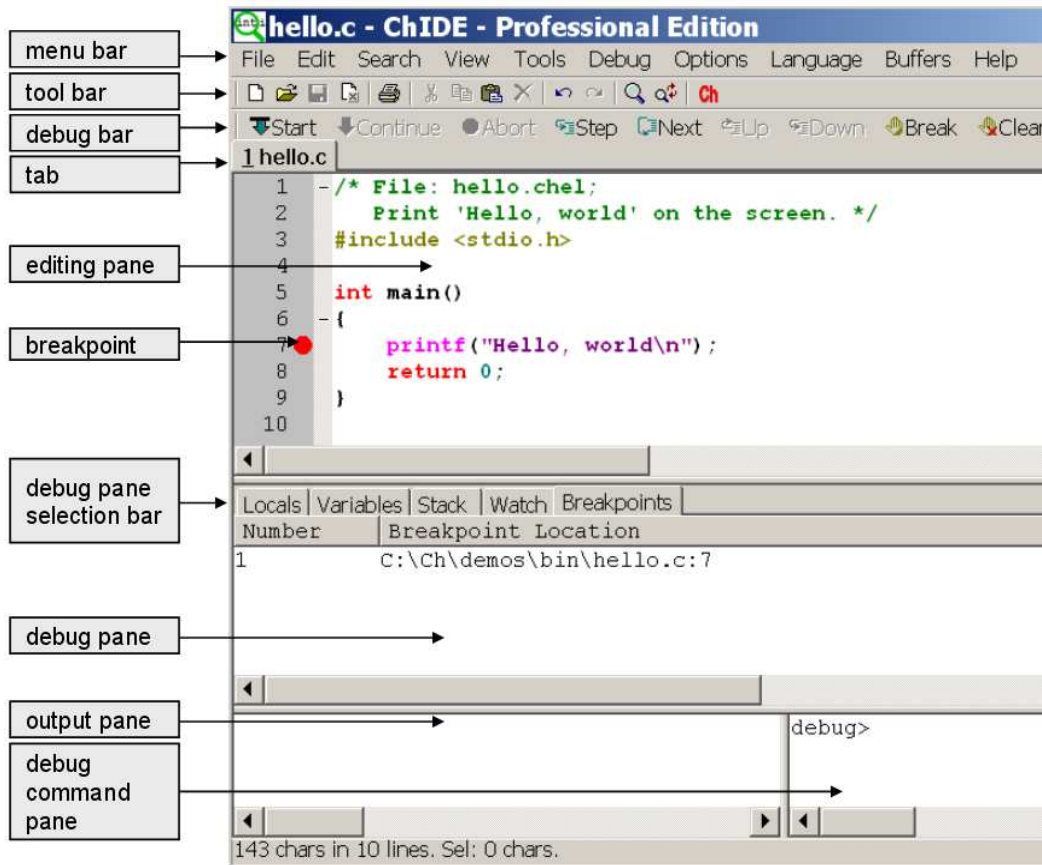 hello.c - ChIDE - Professional Edition
menu bar
File Edit Search View Tools Debug Options Language Buffers Help
tool bar
Ch
debug bar
Start Continue Abort Step Next Up Down Break Clear
tab
1 hello.c
1 /* File: hello.chel;
2 Print 'Hello, world' on the screen. */
3 #include <stdio.h>
editing pane
4
5 int main()
6 {
breakpoint
7 printf("Hello, world\n");
8 return 0;
9 }
10
debug pane
selection bar
Locals Variables Stack Watch Breakpoints
Number Breakpoint Location
1 C:\Ch\demos\bin\hello.c:7
debug pane
output pane
debug>
debug
command
pane
143 chars in 10 lines. Sel: 0 chars.